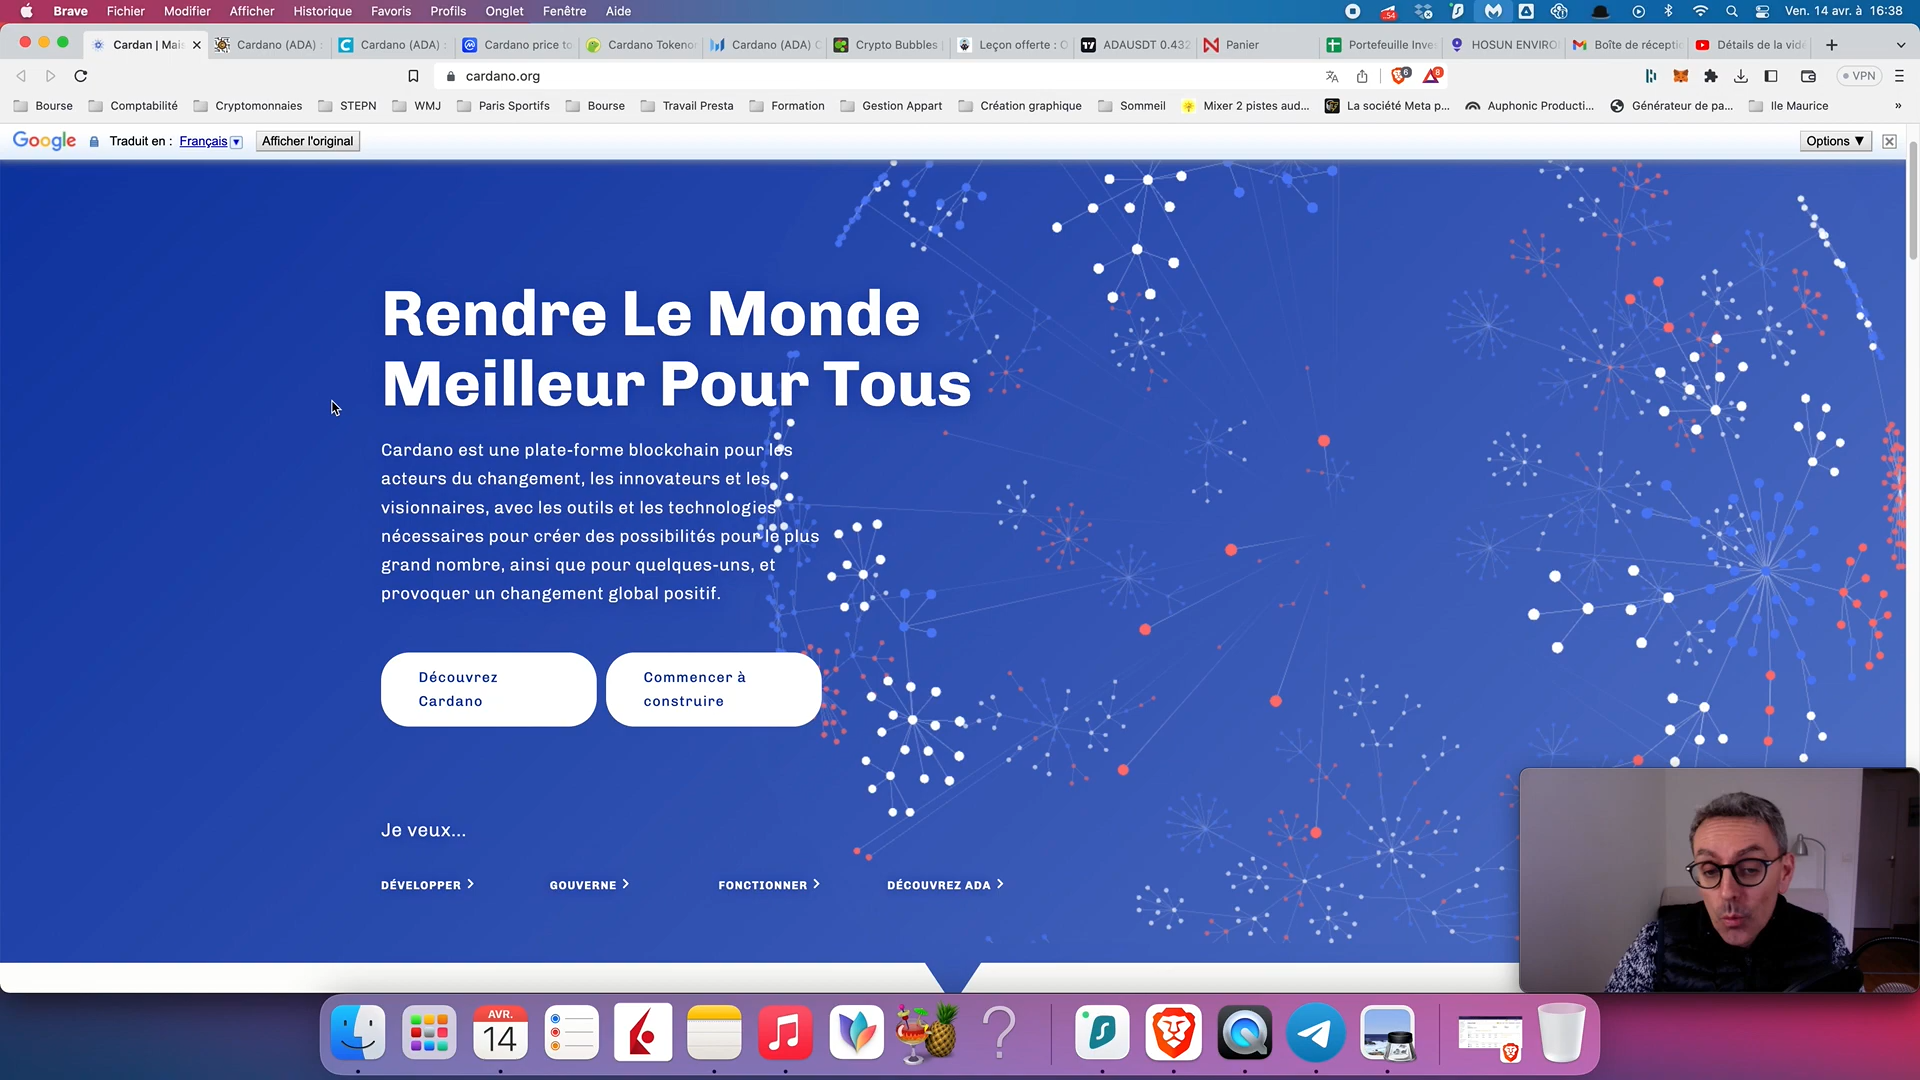 Brave Fichier Modifier Afficher Historique Favoris Profils Onglet Fenêtre Aide
54
Ven. 14 avr. à 16:38
Cardan | Mai
Cardano (ADA)
Cardano (ADA)
Cardano price to
Cardano Tokenon
Cardano (ADA) C
Crypto Bubbles
Leçon offerte : O
ADAUSDT 0.432
Panier
Portefeuille Inve
HOSUN ENVIRO
Boîte de récepti
Détails de la vidé
cardano.org
6
8
VPN
Bourse
Comptabilité
Cryptomonnaies
STEPN
WMJ
Paris Sportifs
Bourse
Travail Presta
Formation
Gestion Appart
Création graphique
Sommeil
Mixer 2 pistes aud...
La société Meta p...
Auphonic Producti...
Générateur de pa...
Ile Maurice
»
Google Traduit en : Français ▼ Afficher l'original
Options ▼
Rendre Le Monde
Meilleur Pour Tous
Cardano est une plate-forme blockchain pour les
acteurs du changement, les innovateurs et les
visionnaires, avec les outils et les technologies
nécessaires pour créer des possibilités pour le plus
grand nombre, ainsi que pour quelques-uns, et
provoquer un changement global positif.
Découvrez
Cardano
Commencer à
construire
Je veux...
DÉVELOPPER
GOUVERNE
FONCTIONNER
DÉCOUVREZ ADA
AVR.
14
?